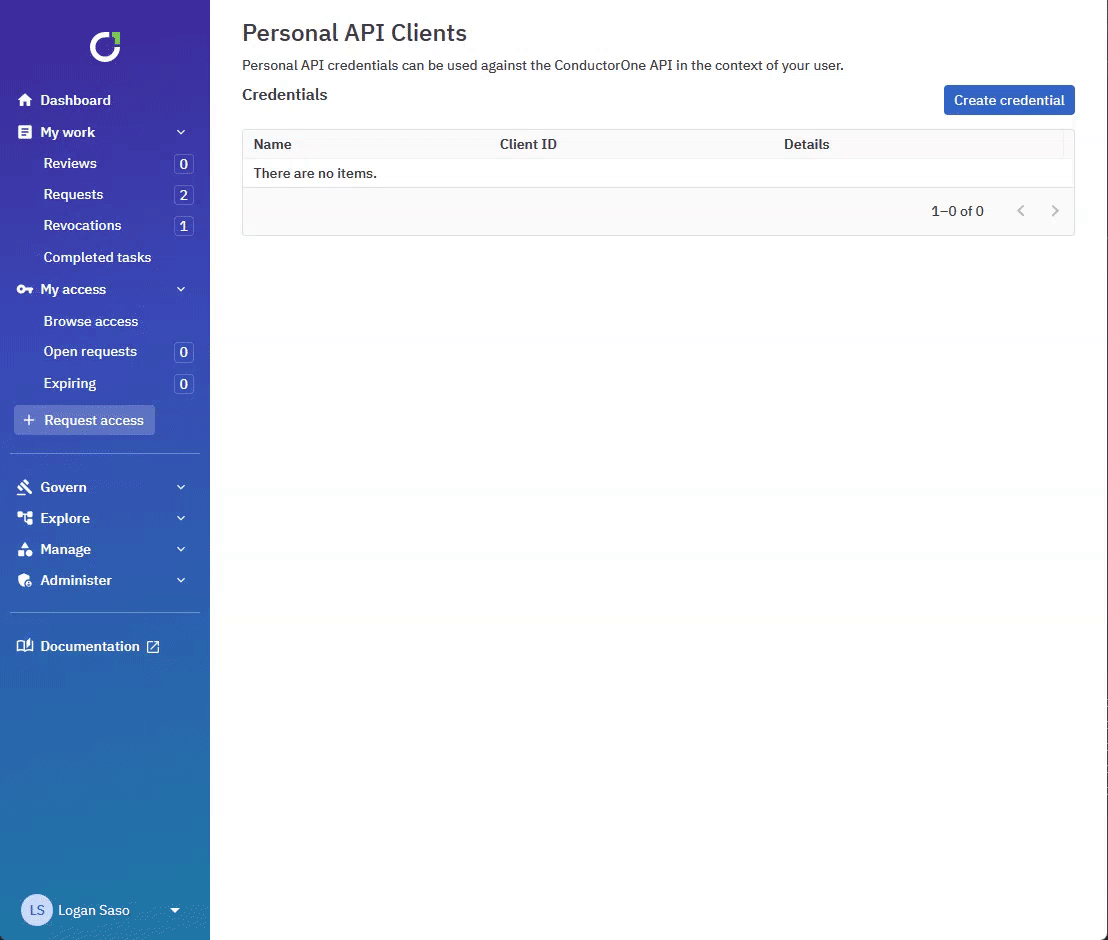 Dashboard
My work
Reviews 0
Requests 2
Revocations 1
Completed tasks
My access
Browse access
Open requests 0
Expiring 0
+ Request access
Govern
Explore
Manage
Administer
Documentation
LS Logan Saso
Personal API Clients
Personal API credentials can be used against the ConductorOne API in the context of your user.
Credentials
Create credential
Name Client ID Details
There are no items.
1–0 of 0